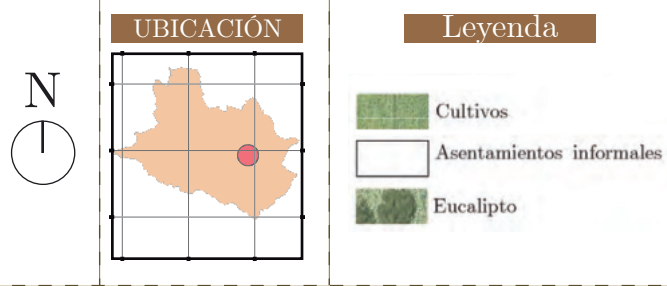 N
UBICACIÓN
Leyenda
Cultivos
Asentamientos informales
Eucalipto